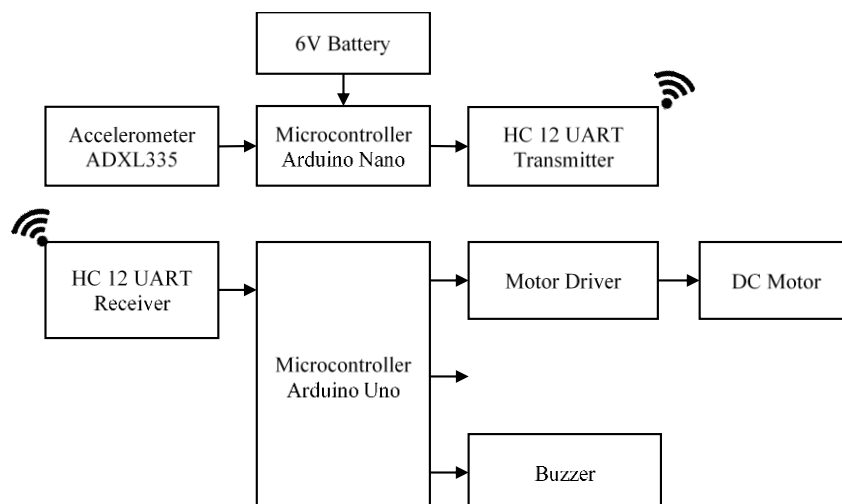 6V Battery
Accelerometer
ADXL335
Microcontroller
Arduino Nano
HC 12 UART
Transmitter
HC 12 UART
Receiver
Microcontroller
Arduino Uno
Motor Driver
DC Motor
Buzzer